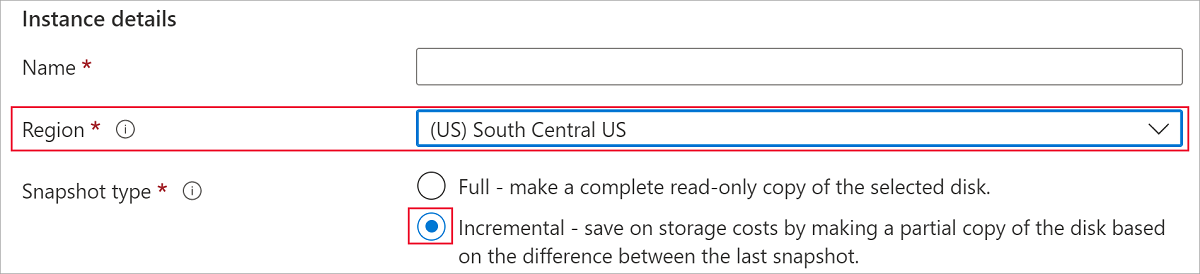 Instance details
Name *
Region *
(US) South Central US
Snapshot type *
Full - make a complete read-only copy of the selected disk.
Incremental - save on storage costs by making a partial copy of the disk based
on the difference between the last snapshot.